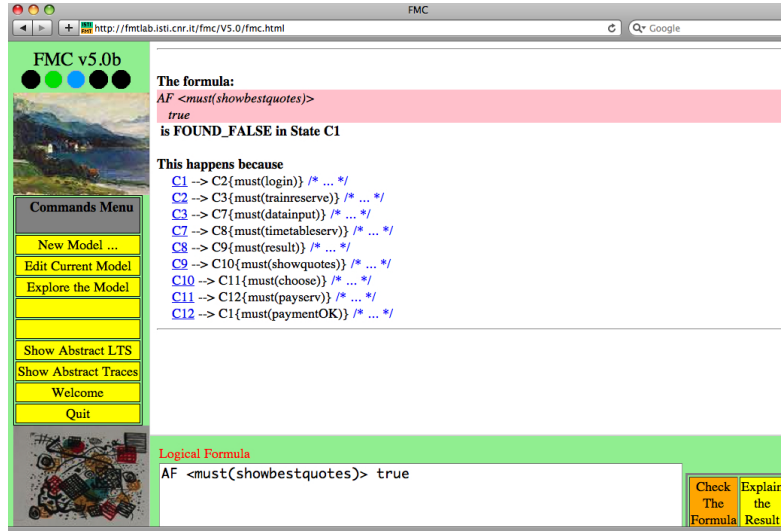 FMC
http://fmtlab.isti.cnr.it/fmc/V5.0/fmc.html
Google
FMC v5.0b
Commands Menu
New Model ...
Edit Current Model
Explore the Model
Show Abstract LTS
Show Abstract Traces
Welcome
Quit
The formula:
AF <must(showbestquotes)>
true
is FOUND_FALSE in State C1
This happens because
C1 --> C2{must(login)} /* ... */
C2 --> C3{must(trainreserve)} /* ... */
C3 --> C7{must(datainput)} /* ... */
C7 --> C8{must(timetableserv)} /* ... */
C8 --> C9{must(result)} /* ... */
C9 --> C10{must(showquotes)} /* ... */
C10 --> C11{must(choose)} /* ... */
C11 --> C12{must(payserv)} /* ... */
C12 --> C1{must(paymentOK)} /* ... */
Logical Formula
AF <must(showbestquotes)> true
Check
The
Formula
Explain
the
Result